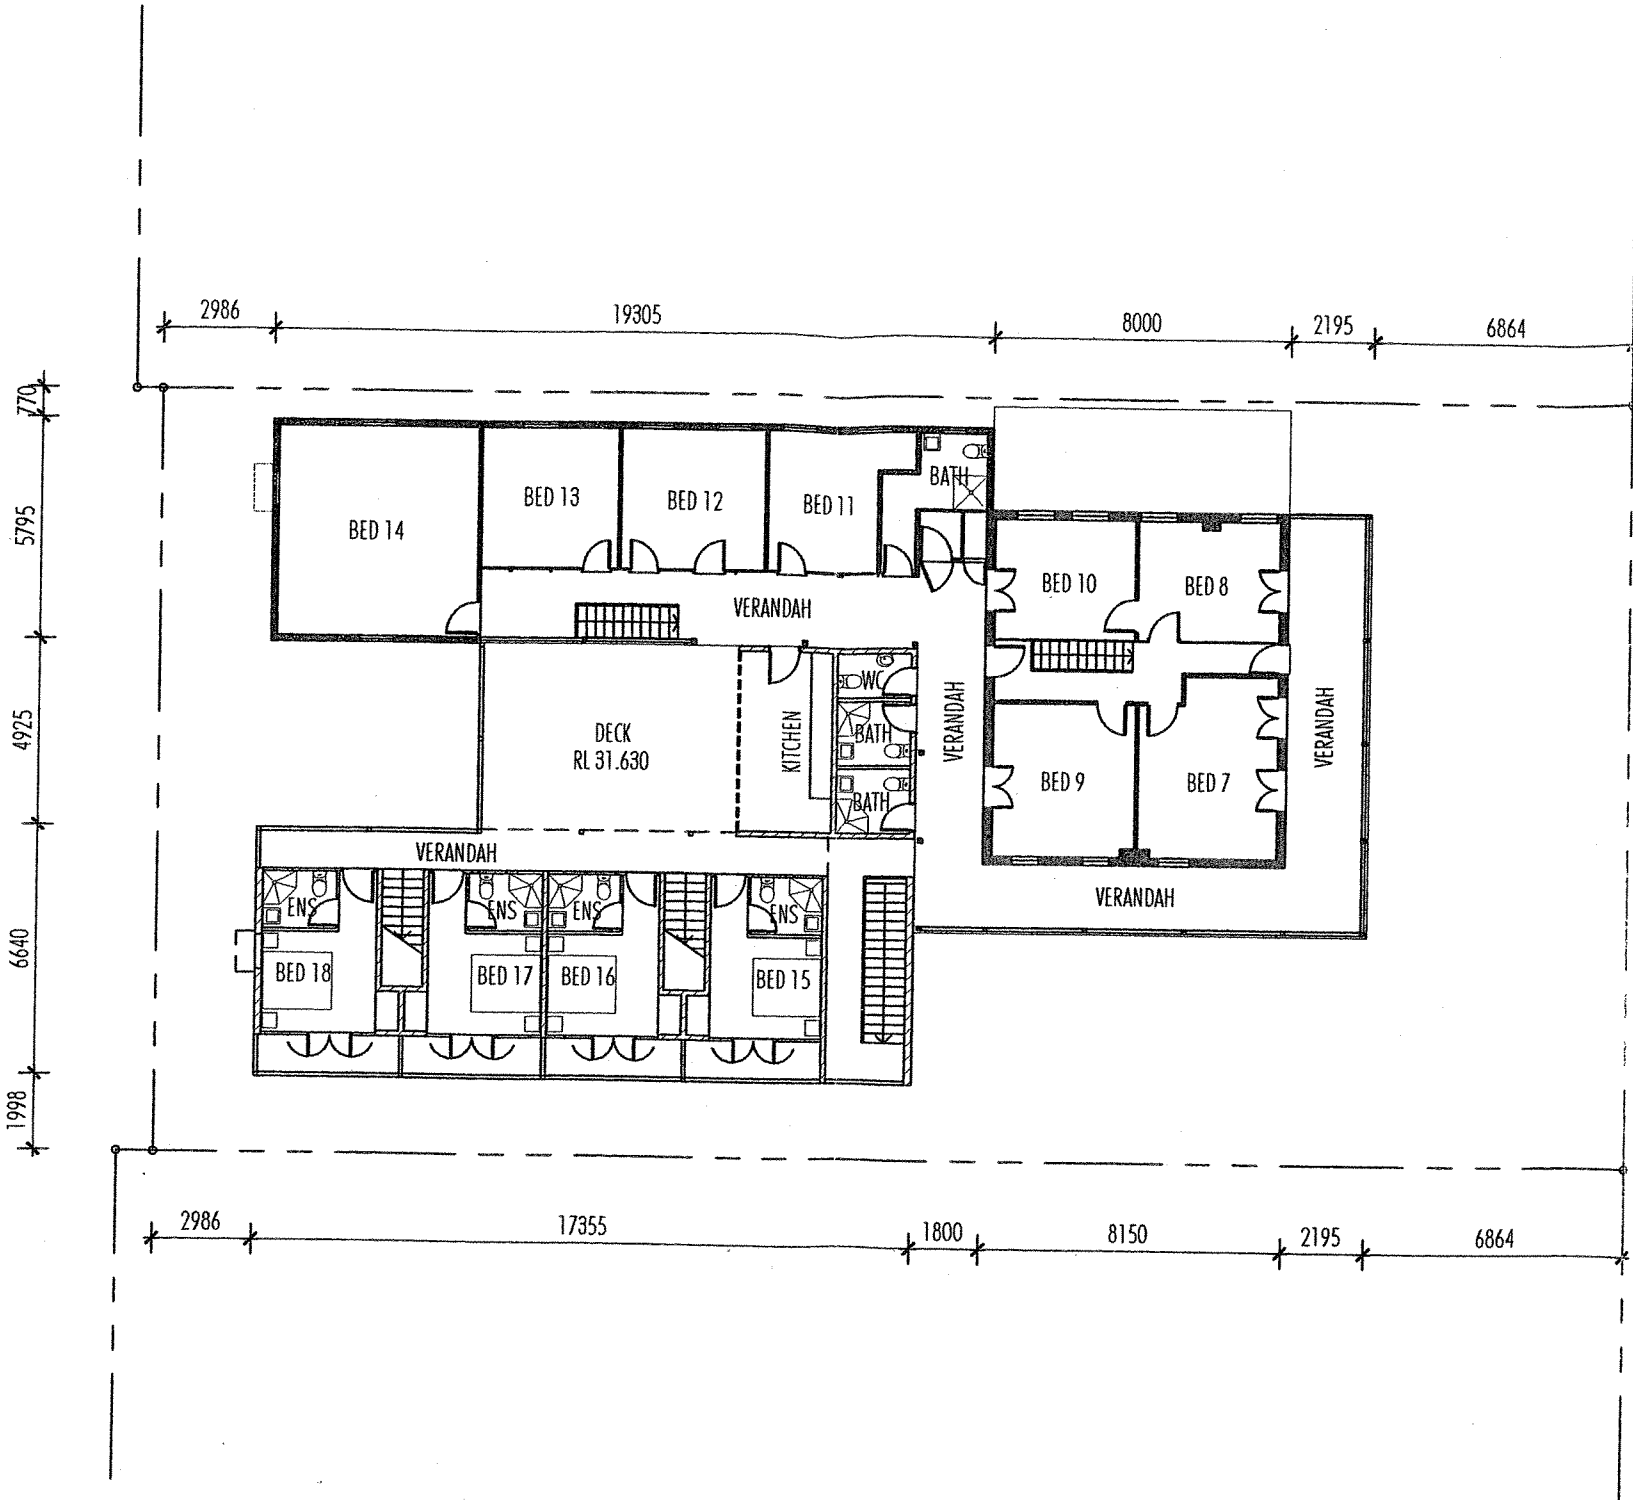 2986
19305
8000
2195
6864
770
5795
4925
6640
1998
BED 14
BED 13
BED 12
BED 11
BATH
BED 10
BED 8
VERANDAH
WC
BATH
BATH
KITCHEN
DECK
RL 31.630
VERANDAH
BED 9
BED 7
VERANDAH
VERANDAH
VERANDAH
ENS
ENS
ENS
ENS
BED 18
BED 17
BED 16
BED 15
2986
17355
1800
8150
2195
6864